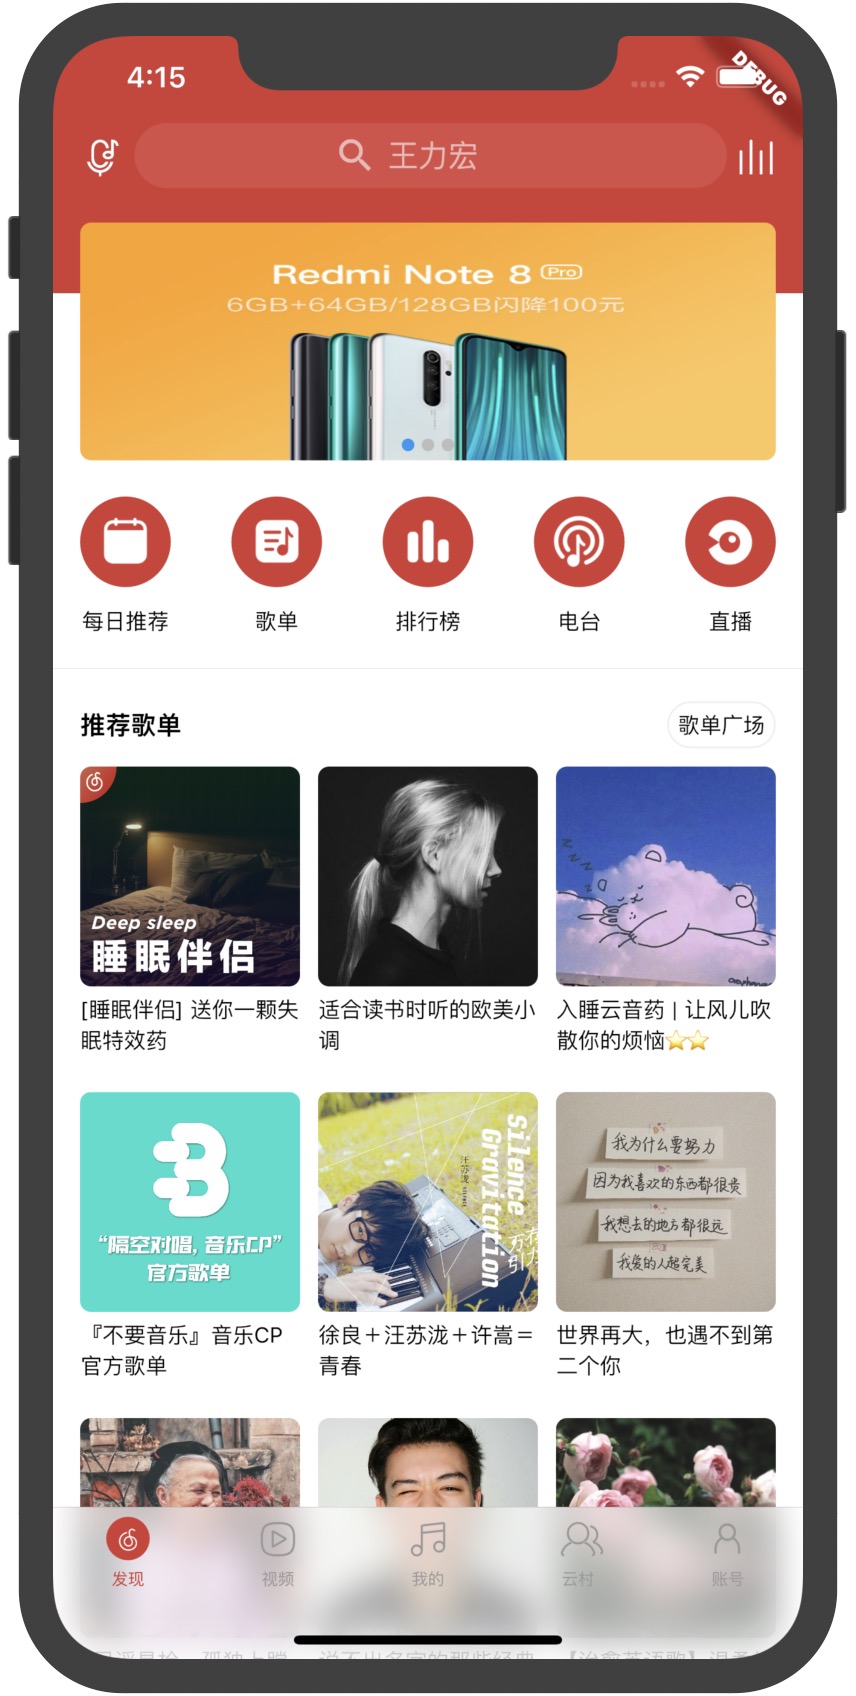 4:15
DEBUG
王力宏
Redmi Note 8 Pro
6GB+64GB/128GB闪降100元
每日推荐
歌单
排行榜
电台
直播
推荐歌单
歌单广场
Deep sleep
睡眠伴侣
[睡眠伴侣] 送你一颗失
眠特效药
适合读书时听的欧美小
调
z z z z z
入睡云音药 | 让风儿吹
散你的烦恼⭐⭐
“隔空对唱, 音乐CP”
官方歌单
『不要音乐』音乐CP
官方歌单
Silence
Gravitation
汪苏泷
徐良＋汪苏泷＋许嵩＝
青春
我为什么要努力
因为我喜欢的东西都很贵
我想去的地方都很远
我爱的人超完美
世界再大，也遇不到第
二个你
发现
视频
我的
云村
账号